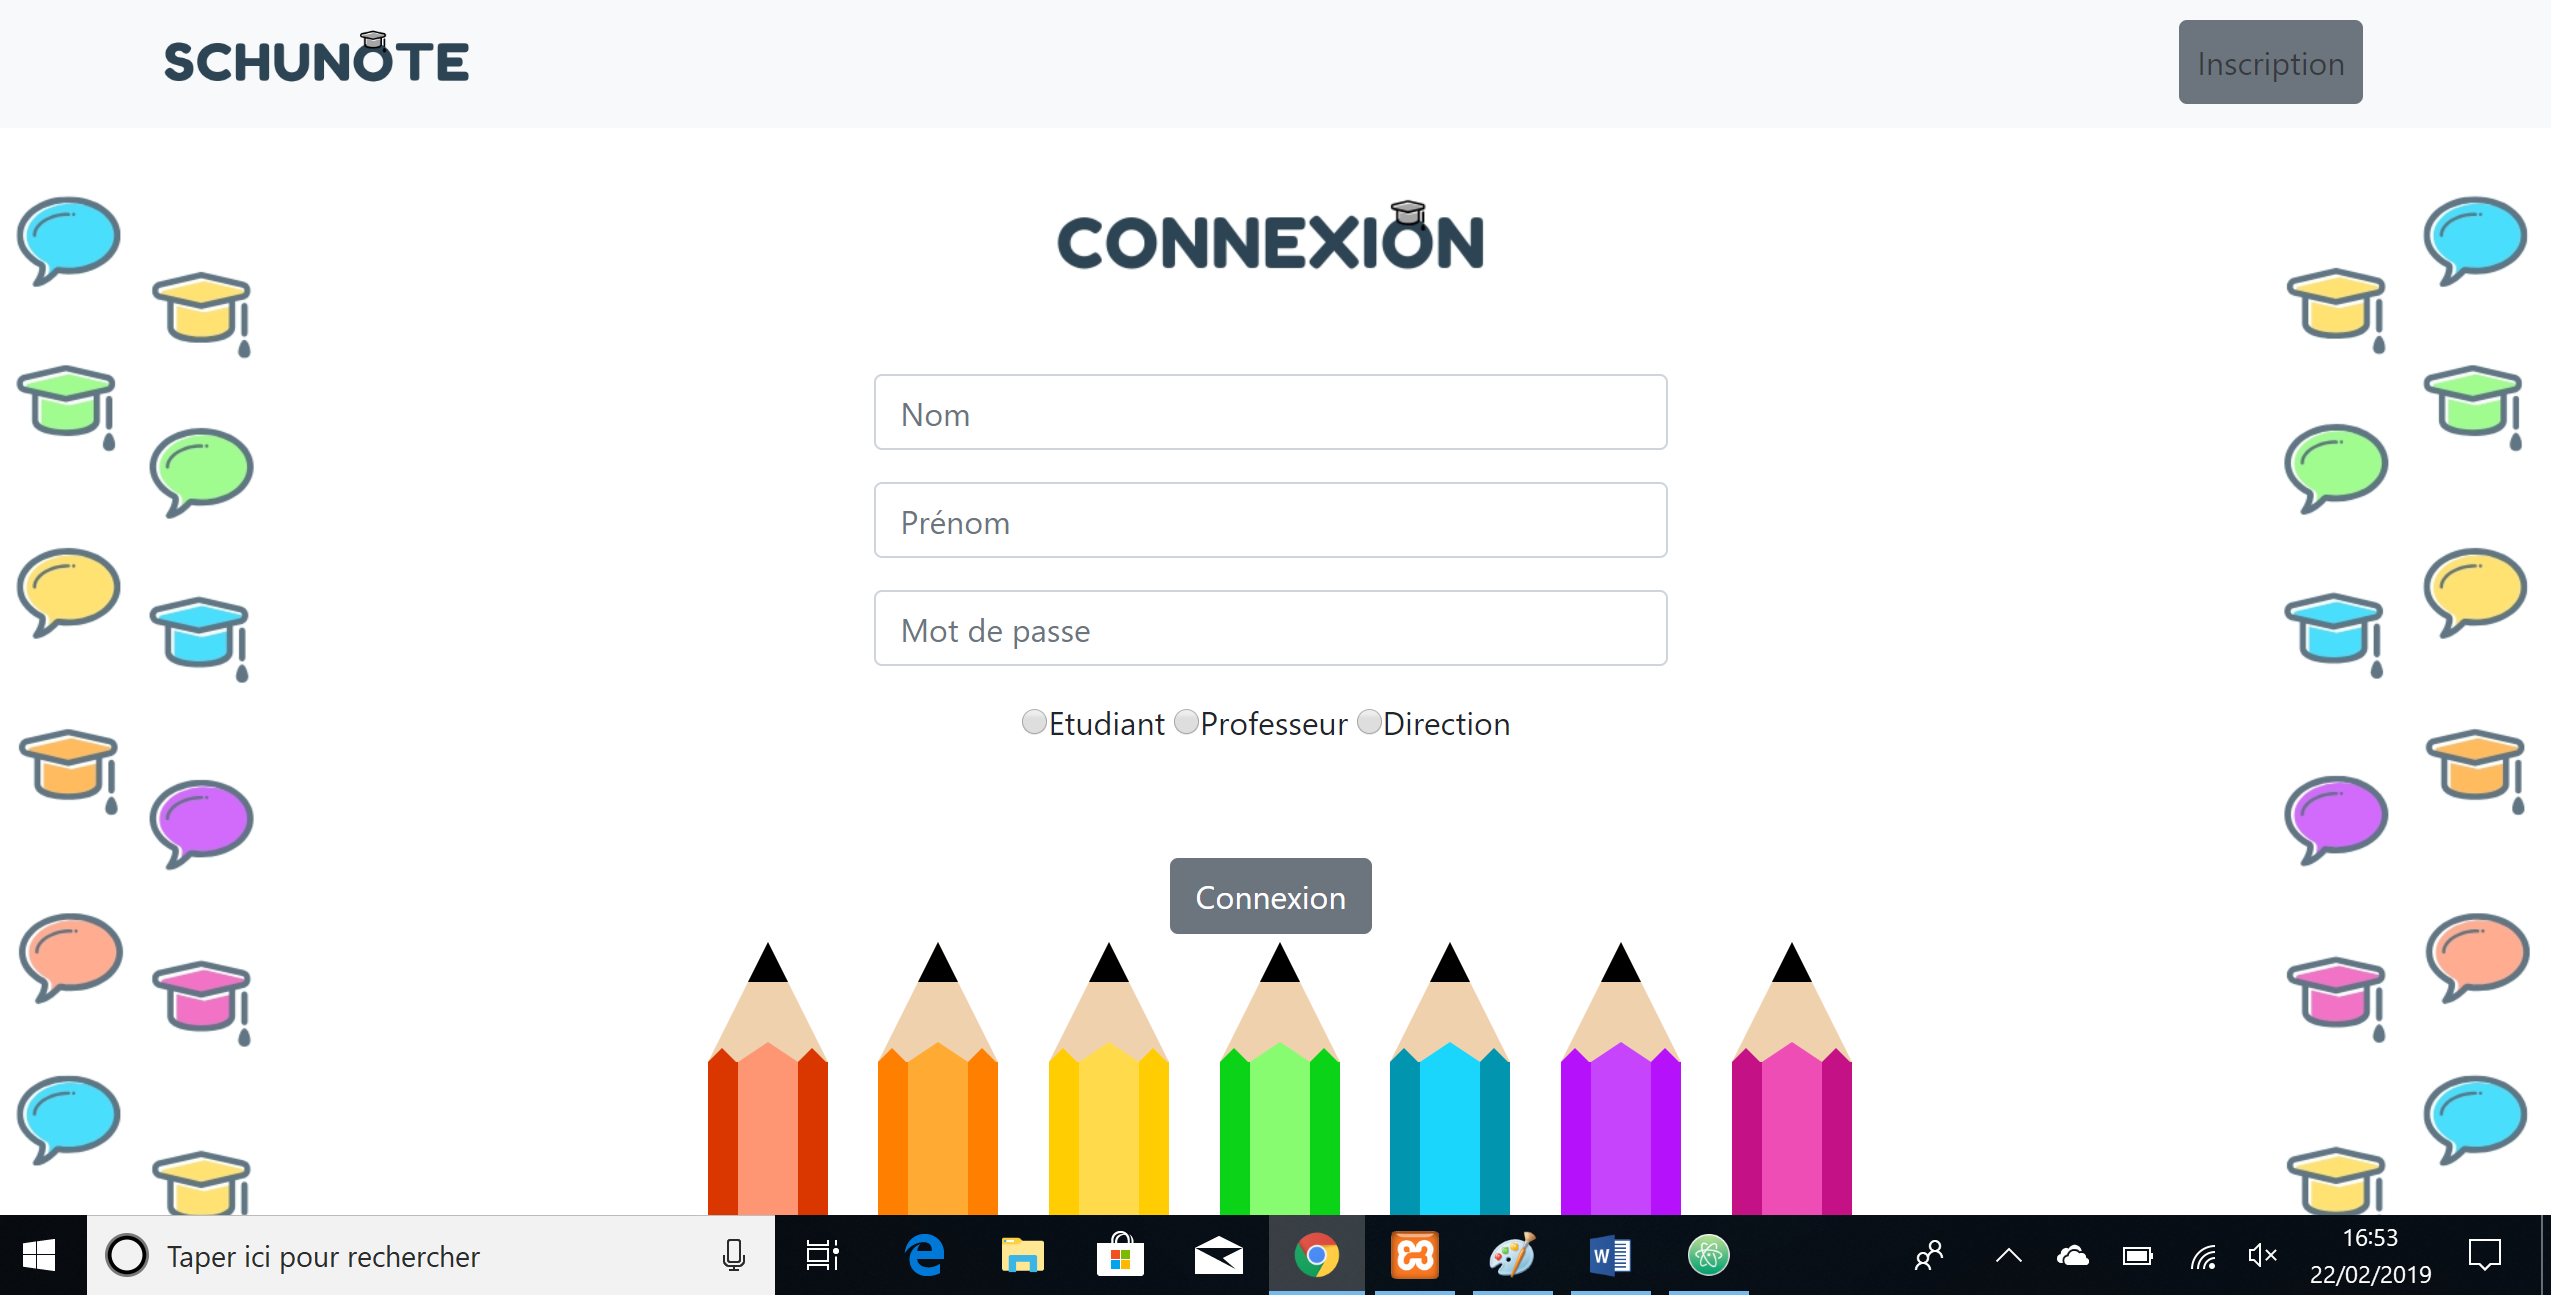 SCHUNOTE
Inscription
CONNEXION
Nom
Prénom
Mot de passe
Etudiant Professeur Direction
Connexion
Taper ici pour rechercher
W
16:53
22/02/2019